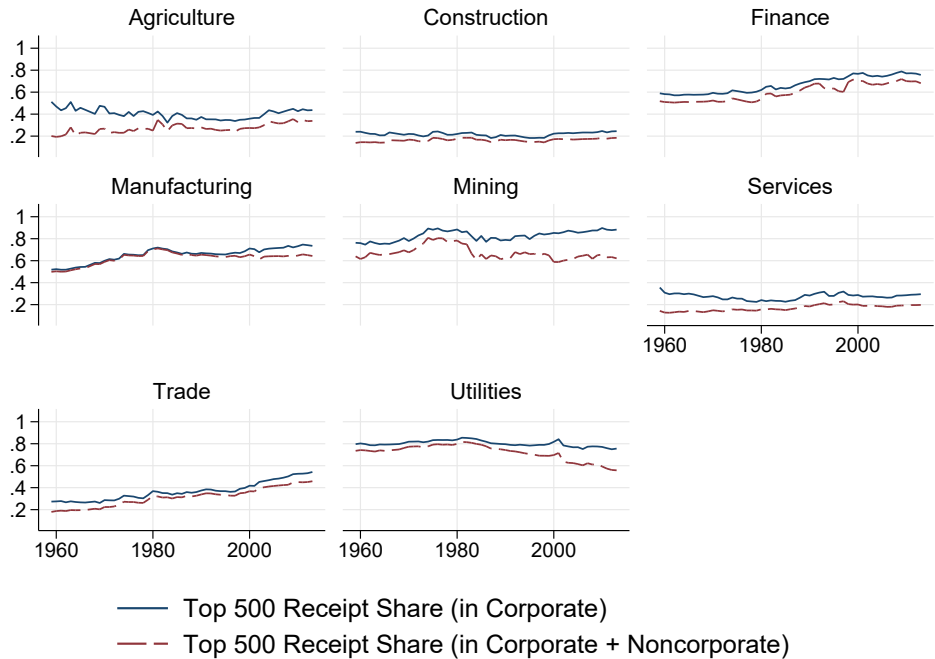 Agriculture
Construction
Finance
1
.8
.6
.4
.2
Manufacturing
Mining
Services
1
.8
.6
.4
.2
1960 1980 2000
Trade
Utilities
1
.8
.6
.4
.2
1960 1980 2000
1960 1980 2000
Top 500 Receipt Share (in Corporate)
Top 500 Receipt Share (in Corporate + Noncorporate)